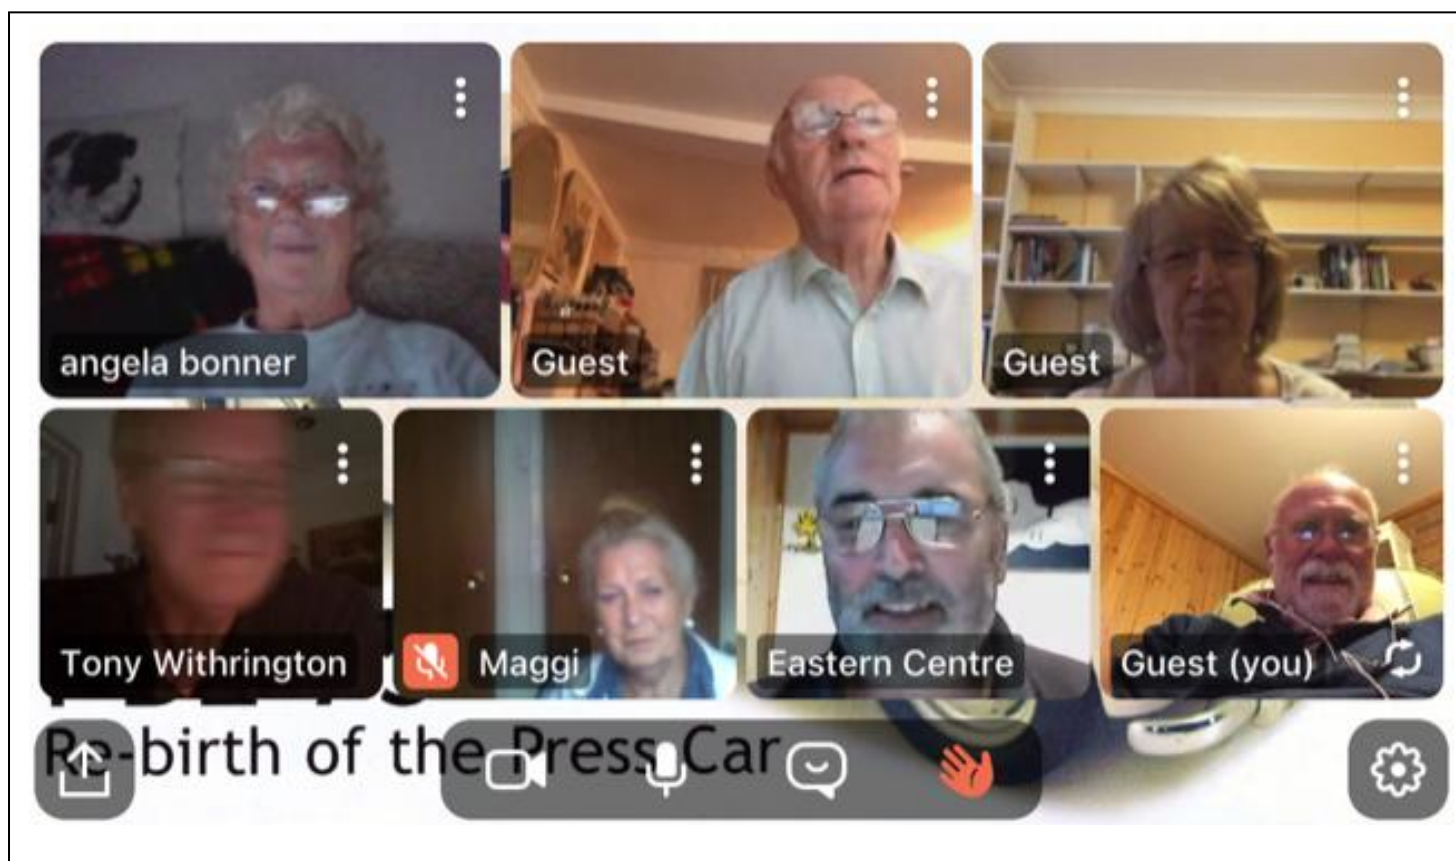 angela bonner
Guest
Guest
Tony Withrington
Maggi
Eastern Centre
Guest (you)
Re-birth of the Press Car